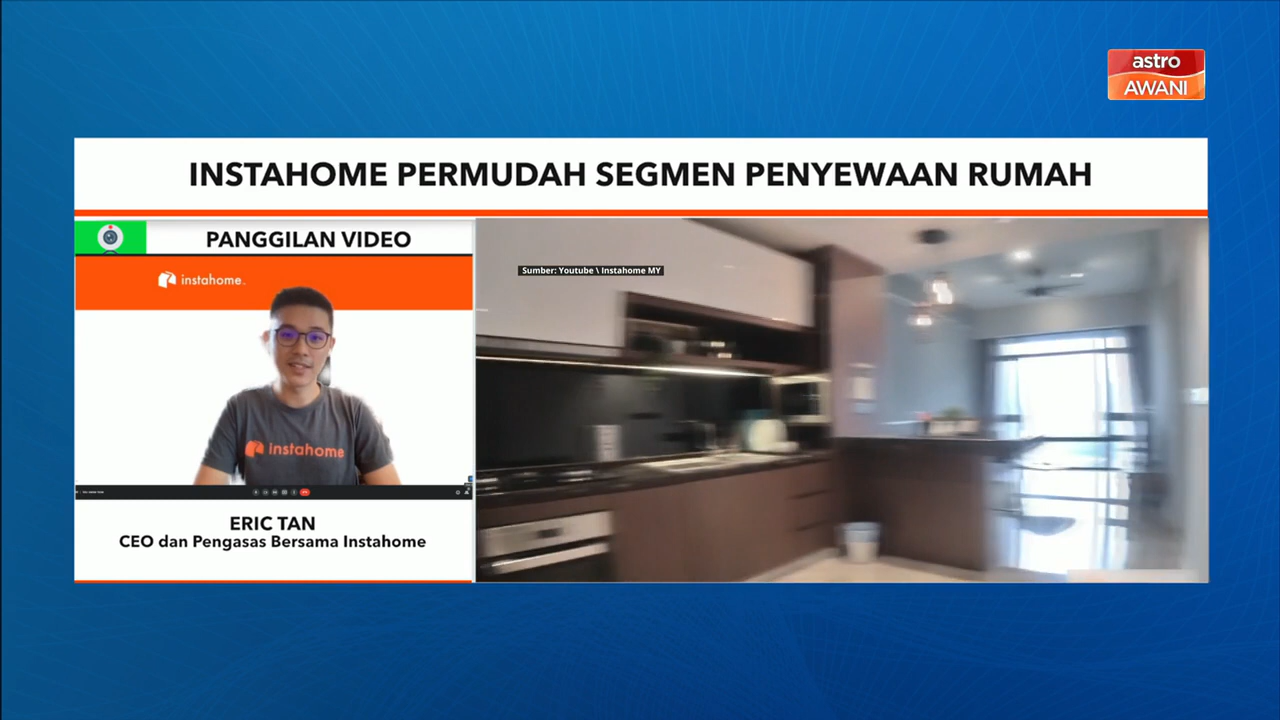 astro
AWANI
INSTAHOME PERMUDAH SEGMEN PENYEWAAN RUMAH
PANGGILAN VIDEO
instahome
Sumber: Youtube \ Instahome MY
instahome
ERIC TAN
CEO dan Pengasas Bersama Instahome